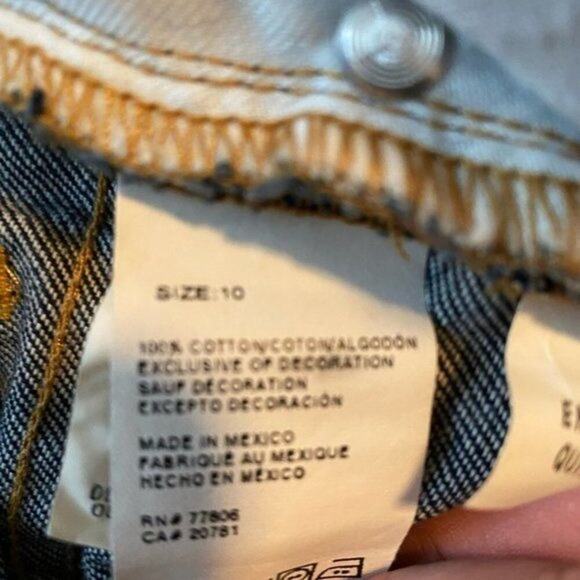 SIZE: 10
100% COTTON/COTON/ALGODÓN
EXCLUSIVE OF DECORATION
SAUF DÉCORATION
EXCEPTO DECORACIÓN
MADE IN MEXICO
FABRIQUÉ AU MEXIQUE
HECHO EN MÉXICO
RN# 77806
CA# 20781